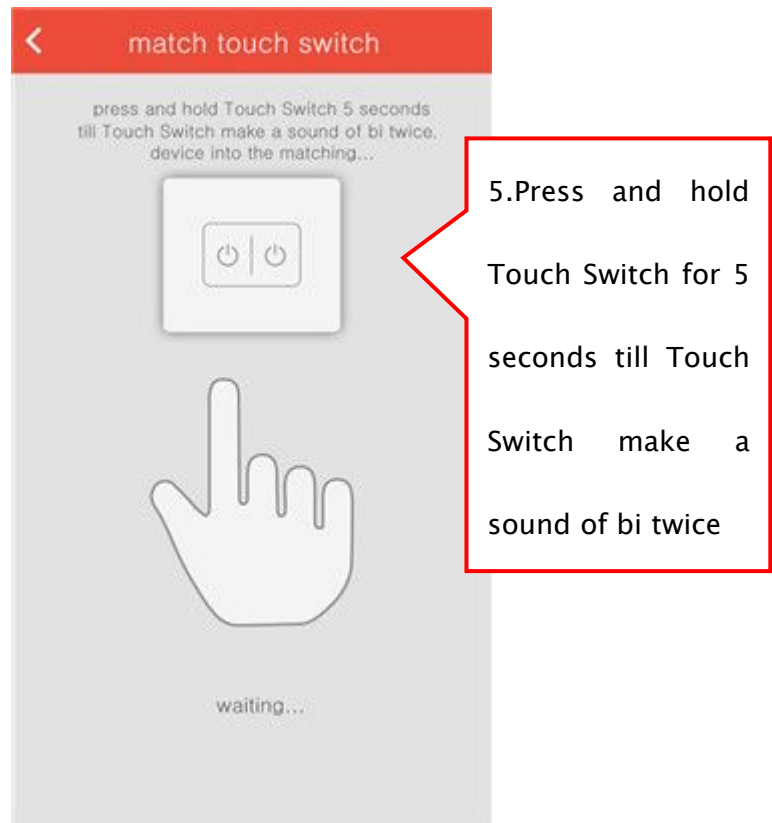 match touch switch
press and hold Touch Switch 5 seconds
till Touch Switch make a sound of bi twice,
device into the matching...
5.Press and hold
Touch Switch for 5
seconds till Touch
Switch make a
sound of bi twice
waiting...